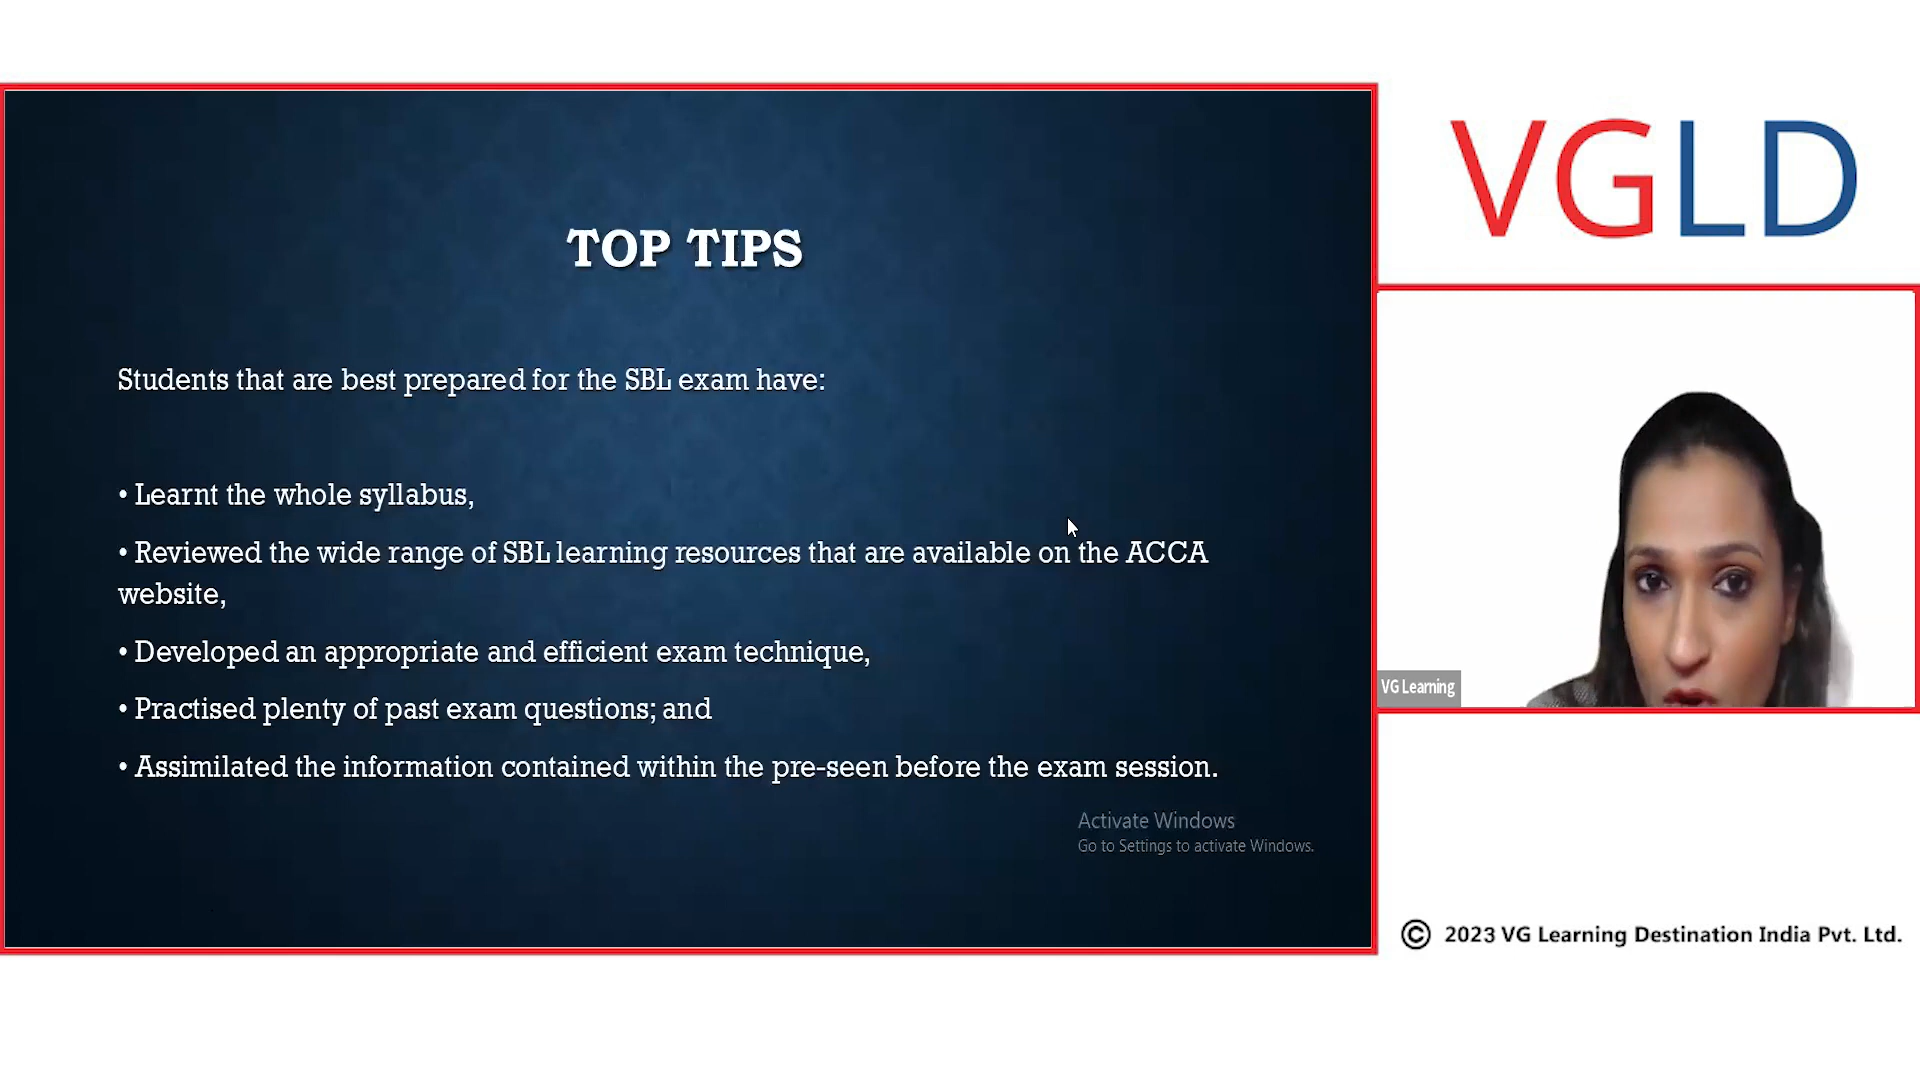 TOP TIPS
Students that are best prepared for the SBL exam have:
• Learnt the whole syllabus,
• Reviewed the wide range of SBL learning resources that are available on the ACCA
website,
• Developed an appropriate and efficient exam technique,
• Practised plenty of past exam questions; and
• Assimilated the information contained within the pre-seen before the exam session.
Activate Windows
Go to Settings to activate Windows.
VGLD
VG Learning
© 2023 VG Learning Destination India Pvt. Ltd.